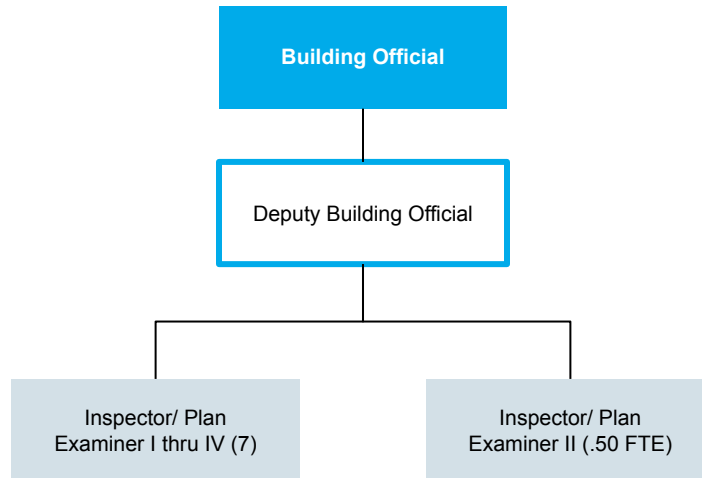 Building Official
Deputy Building Official
Inspector/ Plan
Examiner I thru IV (7)
Inspector/ Plan
Examiner II (.50 FTE)